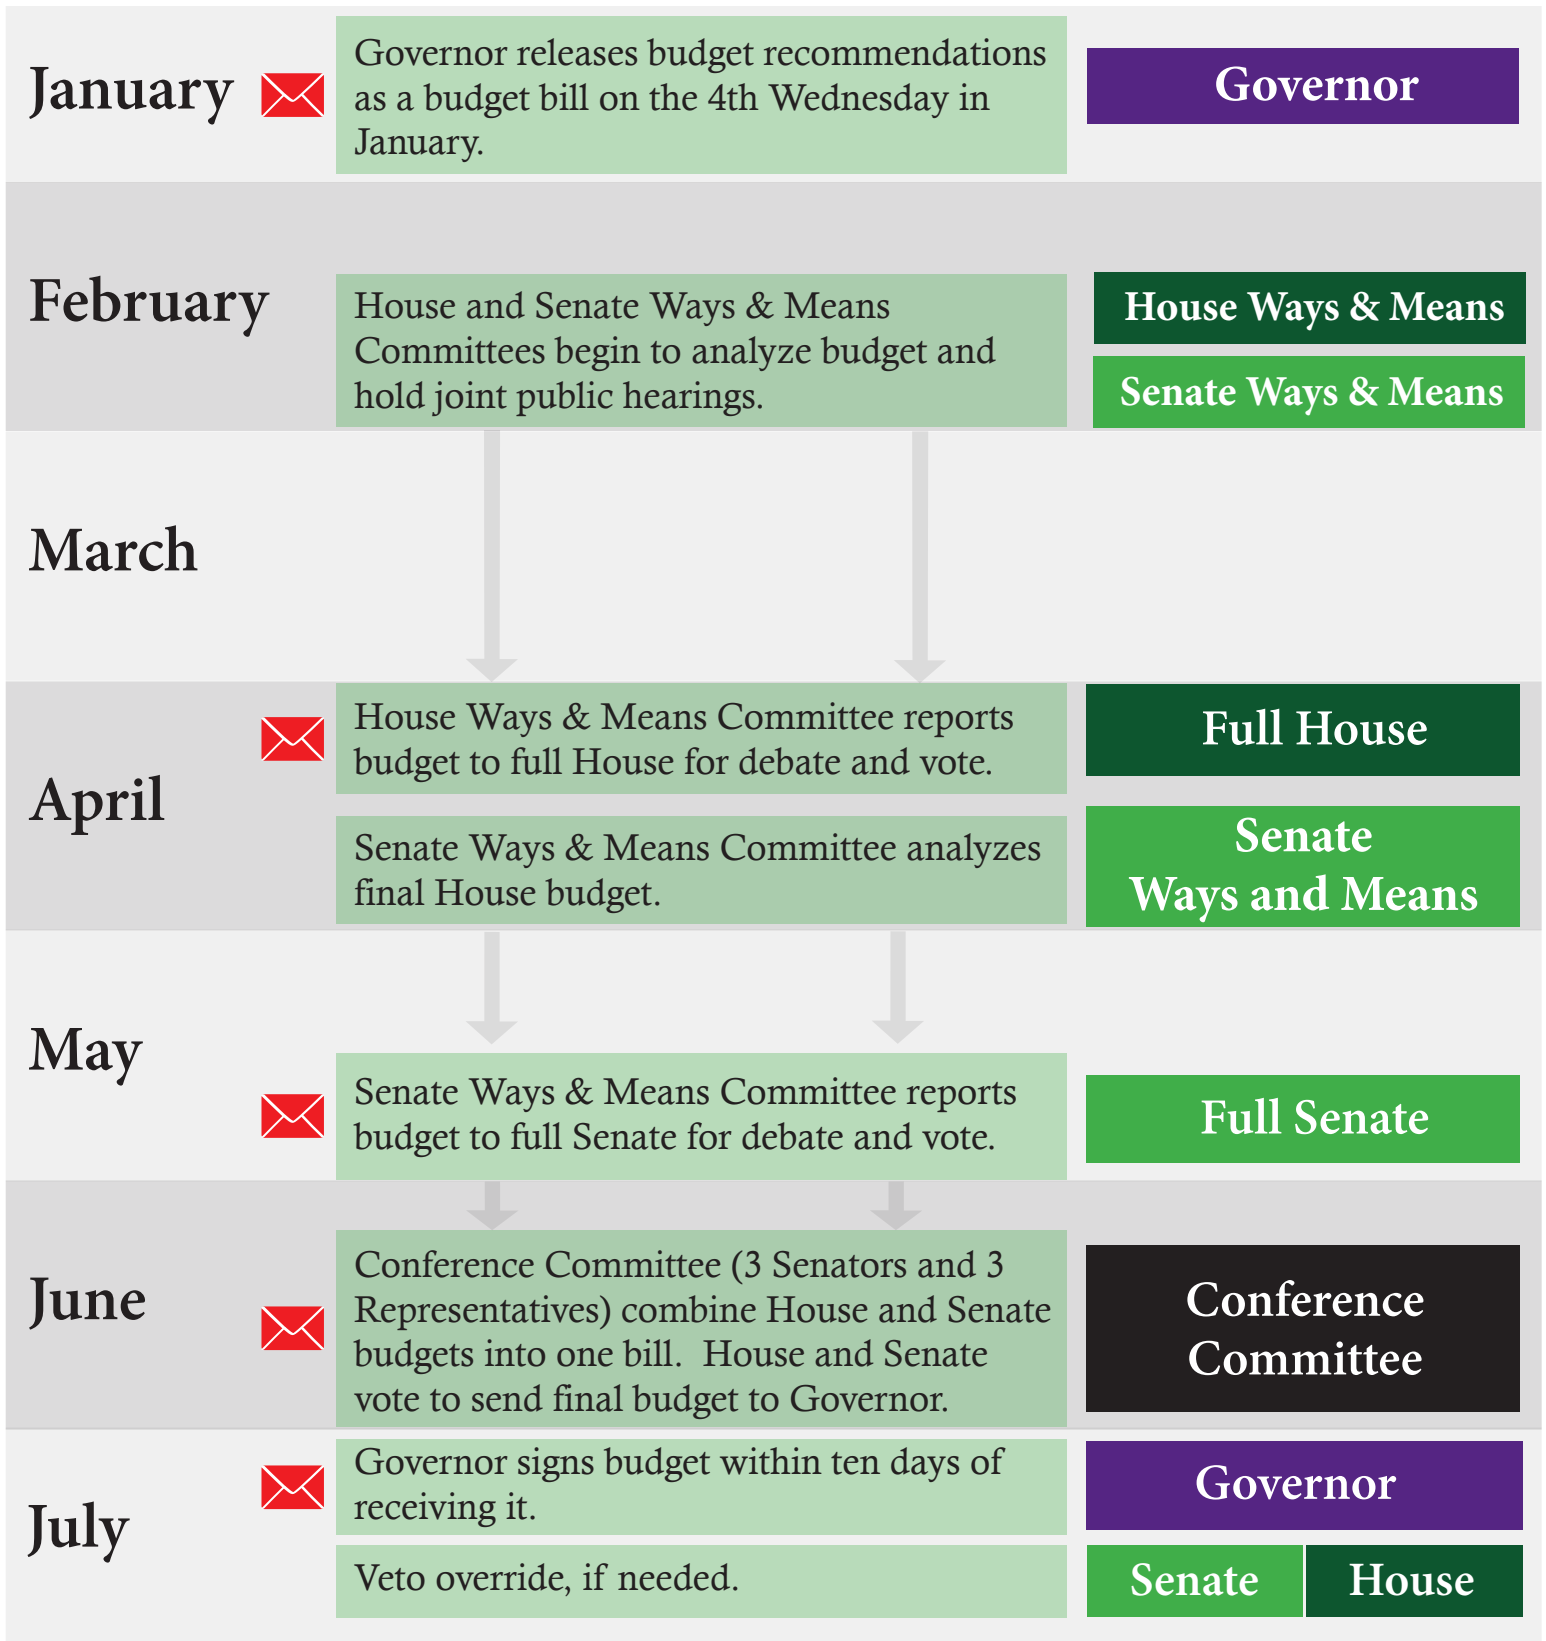 January
Governor releases budget recommendations
as a budget bill on the 4th Wednesday in
January.
Governor
February
House and Senate Ways & Means
Committees begin to analyze budget and
hold joint public hearings.
House Ways & Means
Senate Ways & Means
March
April
House Ways & Means Committee reports
budget to full House for debate and vote.
Full House
Senate Ways & Means Committee analyzes
final House budget.
Senate
Ways and Means
May
Senate Ways & Means Committee reports
budget to full Senate for debate and vote.
Full Senate
June
Conference Committee (3 Senators and 3
Representatives) combine House and Senate
budgets into one bill.  House and Senate
vote to send final budget to Governor.
Conference
Committee
July
Governor signs budget within ten days of
receiving it.
Governor
Veto override, if needed.
Senate
House